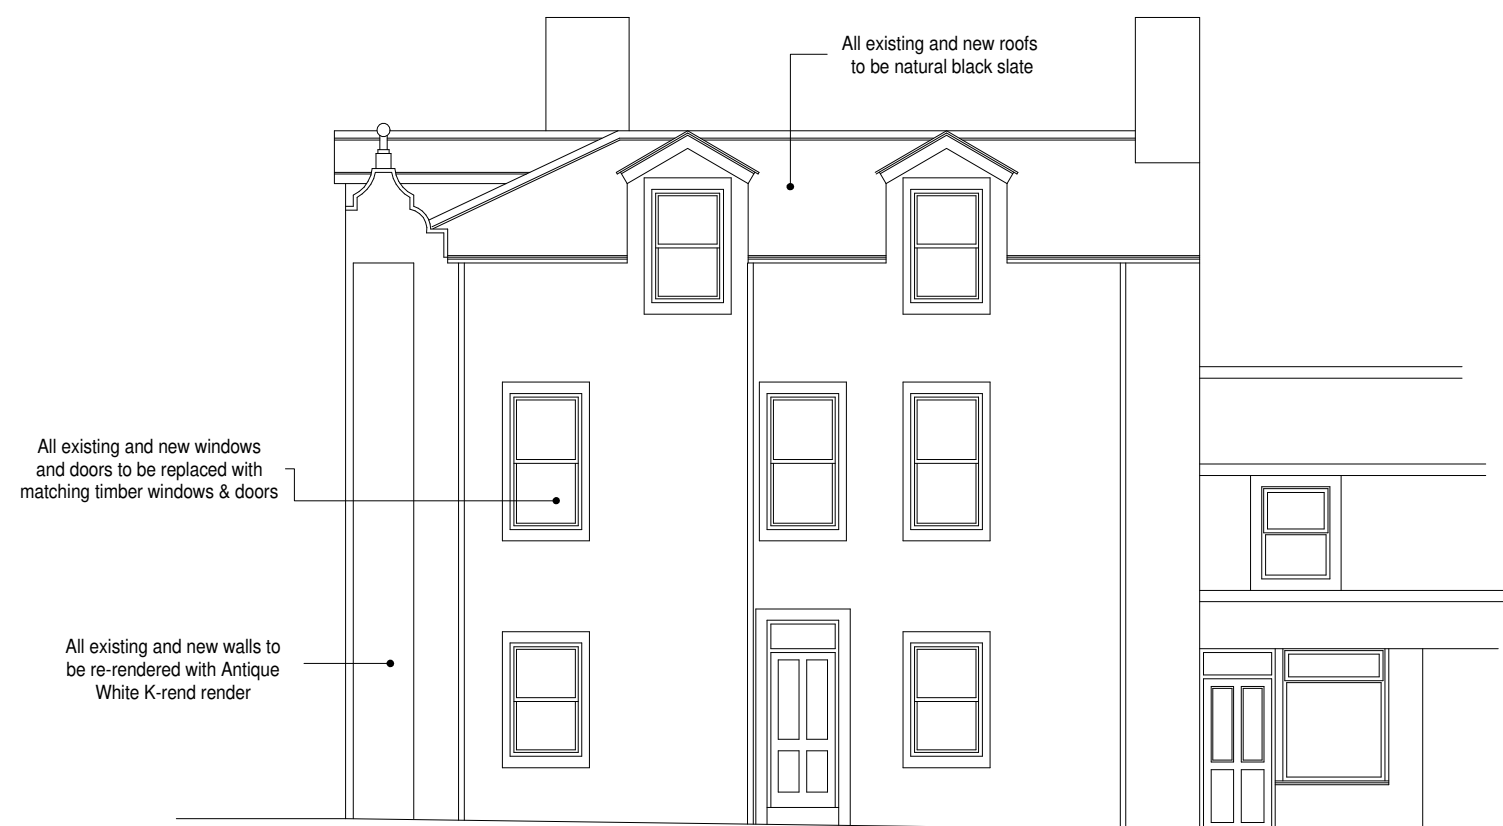 All existing and new roofs
to be natural black slate
All existing and new windows
and doors to be replaced with
matching timber windows & doors
All existing and new walls to
be re-rendered with Antique
White K-rend render